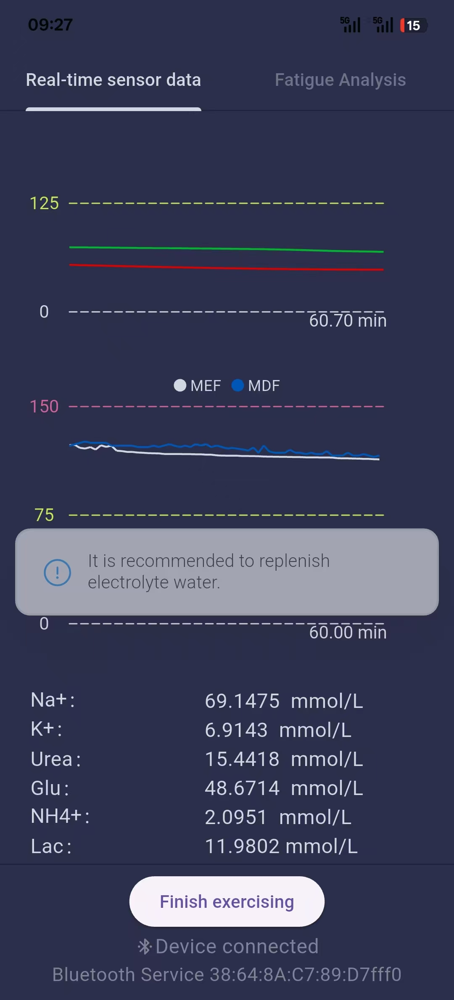 09:27 5G 5G 15
Real-time sensor data Fatigue Analysis
125
0
60.70 min
MEF MDF
150
75
It is recommended to replenish
electrolyte water.
0
60.00 min
Na+: 69.1475 mmol/L
K+: 6.9143 mmol/L
Urea: 15.4418 mmol/L
Glu: 48.6714 mmol/L
NH4+: 2.0951 mmol/L
Lac: 11.9802 mmol/L
Finish exercising
Device connected
Bluetooth Service 38:64:8A:C7:89:D7fff0